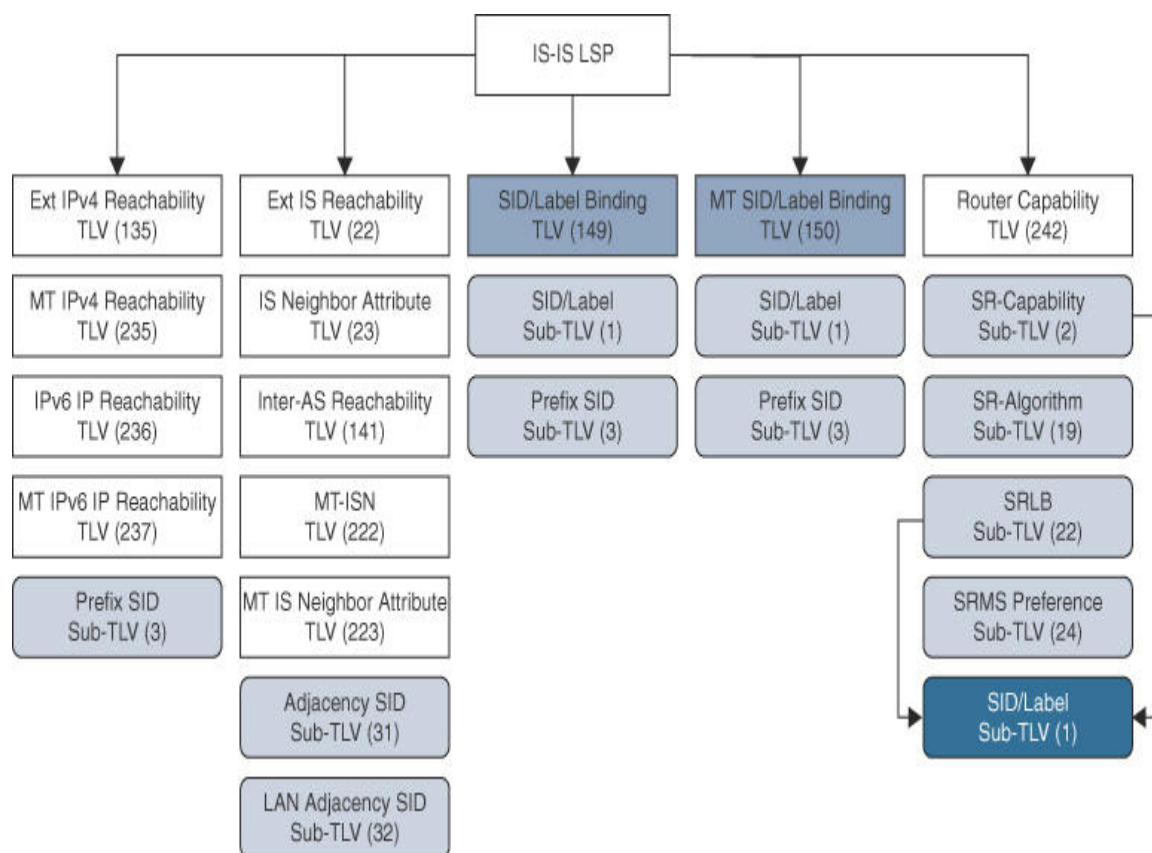 IS-IS LSP
Ext IPv4 Reachability
TLV (135)
MT IPv4 Reachability
TLV (235)
IPv6 IP Reachability
TLV (236)
MT IPv6 IP Reachability
TLV (237)
Prefix SID
Sub-TLV (3)
Ext IS Reachability
TLV (22)
IS Neighbor Attribute
TLV (23)
Inter-AS Reachability
TLV (141)
MT-ISN
TLV (222)
MT IS Neighbor Attribute
TLV (223)
Adjacency SID
Sub-TLV (31)
LAN Adjacency SID
Sub-TLV (32)
SID/Label Binding
TLV (149)
SID/Label
Sub-TLV (1)
Prefix SID
Sub-TLV (3)
MT SID/Label Binding
TLV (150)
SID/Label
Sub-TLV (1)
Prefix SID
Sub-TLV (3)
Router Capability
TLV (242)
SR-Capability
Sub-TLV (2)
SR-Algorithm
Sub-TLV (19)
SRLB
Sub-TLV (22)
SRMS Preference
Sub-TLV (24)
SID/Label
Sub-TLV (1)